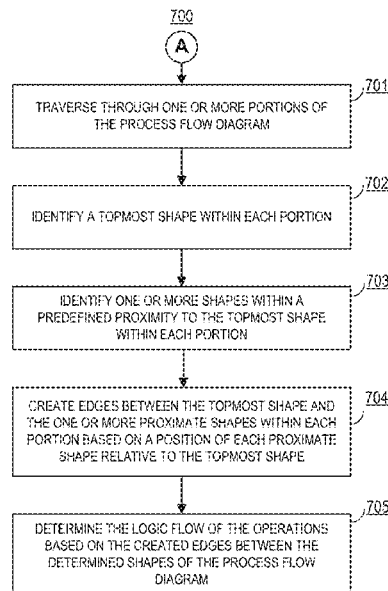 700
A
701
TRAVERSE THROUGH ONE OR MORE PORTIONS OF
THE PROCESS FLOW DIAGRAM
702
IDENTIFY A TOPMOST SHAPE WITHIN EACH PORTION
703
IDENTIFY ONE OR MORE SHAPES WITHIN A
PREDEFINED PROXIMITY TO THE TOPMOST SHAPE
WITHIN EACH PORTION
704
CREATE EDGES BETWEEN THE TOPMOST SHAPE AND
THE ONE OR MORE PROXIMATE SHAPES WITHIN EACH
PORTION BASED ON A POSITION OF EACH PROXIMATE
SHAPE RELATIVE TO THE TOPMOST SHAPE
705
DETERMINE THE LOGIC FLOW OF THE OPERATIONS
BASED ON THE CREATED EDGES BETWEEN THE
DETERMINED SHAPES OF THE PROCESS FLOW
DIAGRAM